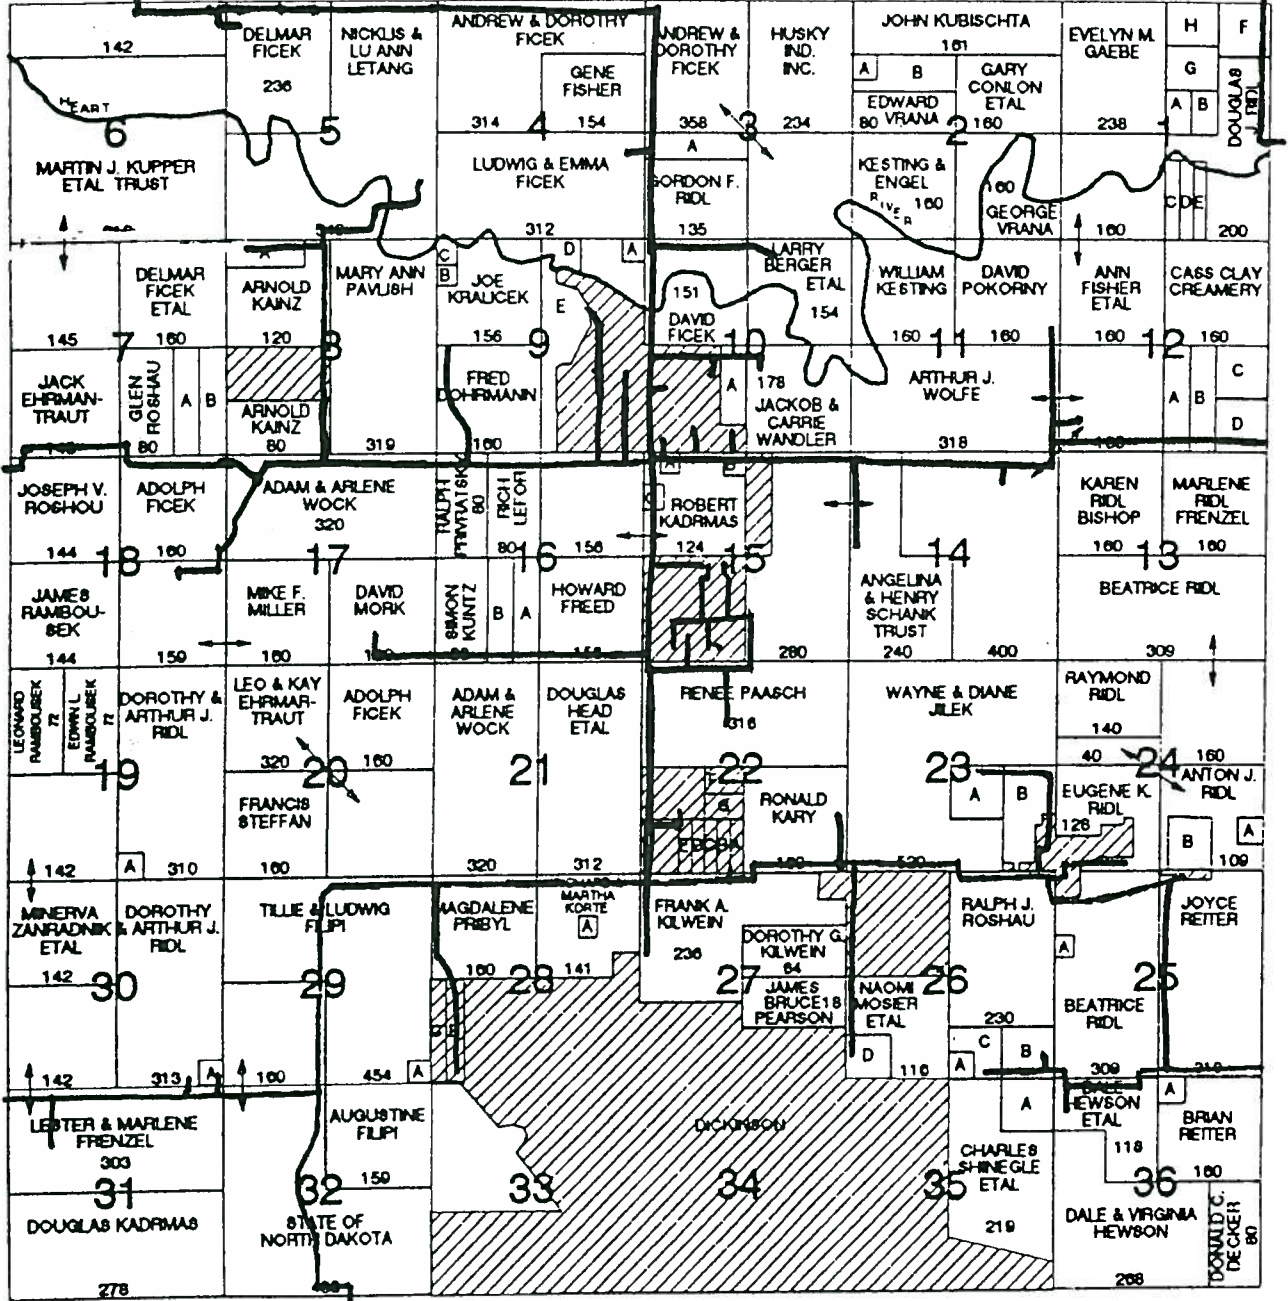 142
DELMAR
FICEK
236
NICKLIS &
LU ANN
LETANG
ANDREW & DOROTHY
FICEK
GENE
FISHER
314
4
154
ANDREW &
DOROTHY
FICEK
358
3
HUSKY
IND.
INC.
234
JOHN KUBISCHTA
161
A
B
EDWARD
VRANA
80
2
GARY
CONLON
ETAL
160
EVELYN M.
GAEBE
238
1
H
F
G
A
B
DOUGLAS
J. RIDL
HEART
6
5
MARTIN J. KUPPER
ETAL TRUST
LUDWIG & EMMA
FICEK
312
A
GORDON F.
RIDL
135
KESTING &
ENGEL
160
RIVER
160
GEORGE
VRANA
160
C
D
E
200
DELMAR
FICEK
ETAL
145
7
160
A
ARNOLD
KAINZ
120
8
MARY ANN
PAVLISH
C
B
JOE
KRALICEK
156
9
D
A
E
151
DAVID
FICEK
10
LARRY
BERGER
ETAL
154
WILLIAM
KESTING
160
11
DAVID
POKORNY
160
ANN
FISHER
ETAL
160
12
CASS CLAY
CREAMERY
160
JACK
EHRMAN-
TRAUT
GLEN
ROSHAU
80
A
B
ARNOLD
KAINZ
80
319
FRED
DOHRMANN
160
A
178
JACKOB &
CARRIE
WANDLER
ARTHUR J.
WOLFE
318
A
B
C
D
JOSEPH V.
ROSHOU
144
18
ADOLPH
FICEK
160
ADAM & ARLENE
WOCK
320
17
RALPH
PRIVRATSKY
80
RICH
LEFOR
80
16
156
ROBERT
KADRMAS
124
15
14
KAREN
RIDL
BISHOP
160
13
MARLENE
RIDL
FRENZEL
160
JAMES
RAMBOU-
SEK
144
159
MIKE F.
MILLER
160
DAVID
MORK
SIMON
KUNTZ
B
A
HOWARD
FREED
280
ANGELINA
& HENRY
SCHANK
TRUST
240
400
BEATRICE RIDL
309
LEONARD
RAMBOUSEK
72
EDWIN L.
RAMBOUSEK
72
19
DOROTHY &
ARTHUR J.
RIDL
LEO & KAY
EHRMAN-
TRAUT
320
20
ADOLPH
FICEK
160
ADAM &
ARLENE
WOCK
21
DOUGLAS
HEAD
ETAL
RENEE PAASCH
316
22
WAYNE & DIANE
JILEK
23
RAYMOND
RIDL
140
40
24
160
FRANCIS
STEFFAN
142
A
310
160
320
312
RONALD
KARY
A
B
EUGENE K.
RIDL
128
ANTON J.
RIDL
B
A
109
MINERVA
ZANRADNIK
ETAL
142
30
DOROTHY
& ARTHUR J.
RIDL
TILLIE & LUDWIG
FILIPI
29
MAGDALENE
PRIBYL
160
28
MARTHA
KORTE
A
141
FRANK A.
KILWEIN
236
DOROTHY G.
KILWEIN
64
27
JAMES
BRUCE 18
PEARSON
NAOMI
MOSIER
ETAL
26
RALPH J.
ROSHAU
230
A
BEATRICE
RIDL
25
JOYCE
REITER
142
313
A
160
454
A
D
116
A
C
B
309
LESTER & MARLENE
FRENZEL
303
31
AUGUSTINE
FILIPI
159
32
33
DICKINSON
34
35
CHARLES
SHINEGLE
ETAL
219
A
DALE
HEWSON
ETAL
118
36
A
BRIAN
REITER
160
DOUGLAS KADRMAS
278
STATE OF
NORTH DAKOTA
DALE & VIRGINIA
HEWSON
268
DONALD C.
DECKER
80